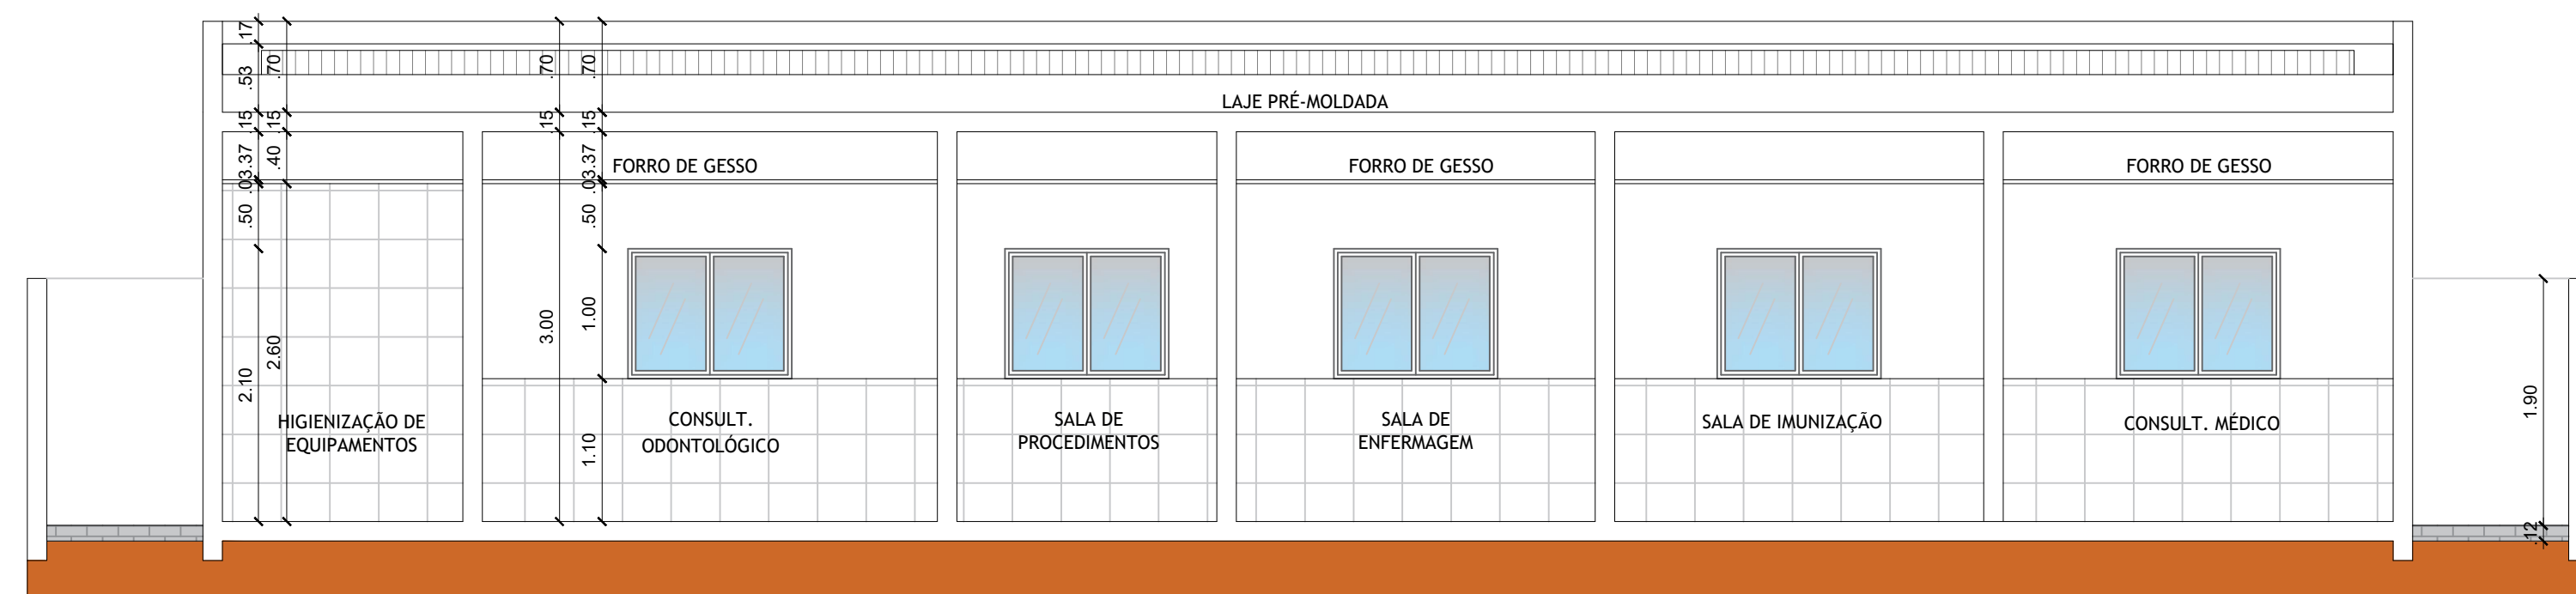 .17
.53
.70
.70
.70
LAJE PRÉ-MOLDADA
.15
.15
.15
.15
.37
.40
.37
FORRO DE GESSO
FORRO DE GESSO
FORRO DE GESSO
.03
.03
.50
.50
3.00
1.00
2.60
2.10
1.10
1.90
HIGIENIZAÇÃO DE
EQUIPAMENTOS
CONSULT.
ODONTOLÓGICO
SALA DE
PROCEDIMENTOS
SALA DE
ENFERMAGEM
SALA DE IMUNIZAÇÃO
CONSULT. MÉDICO
.12